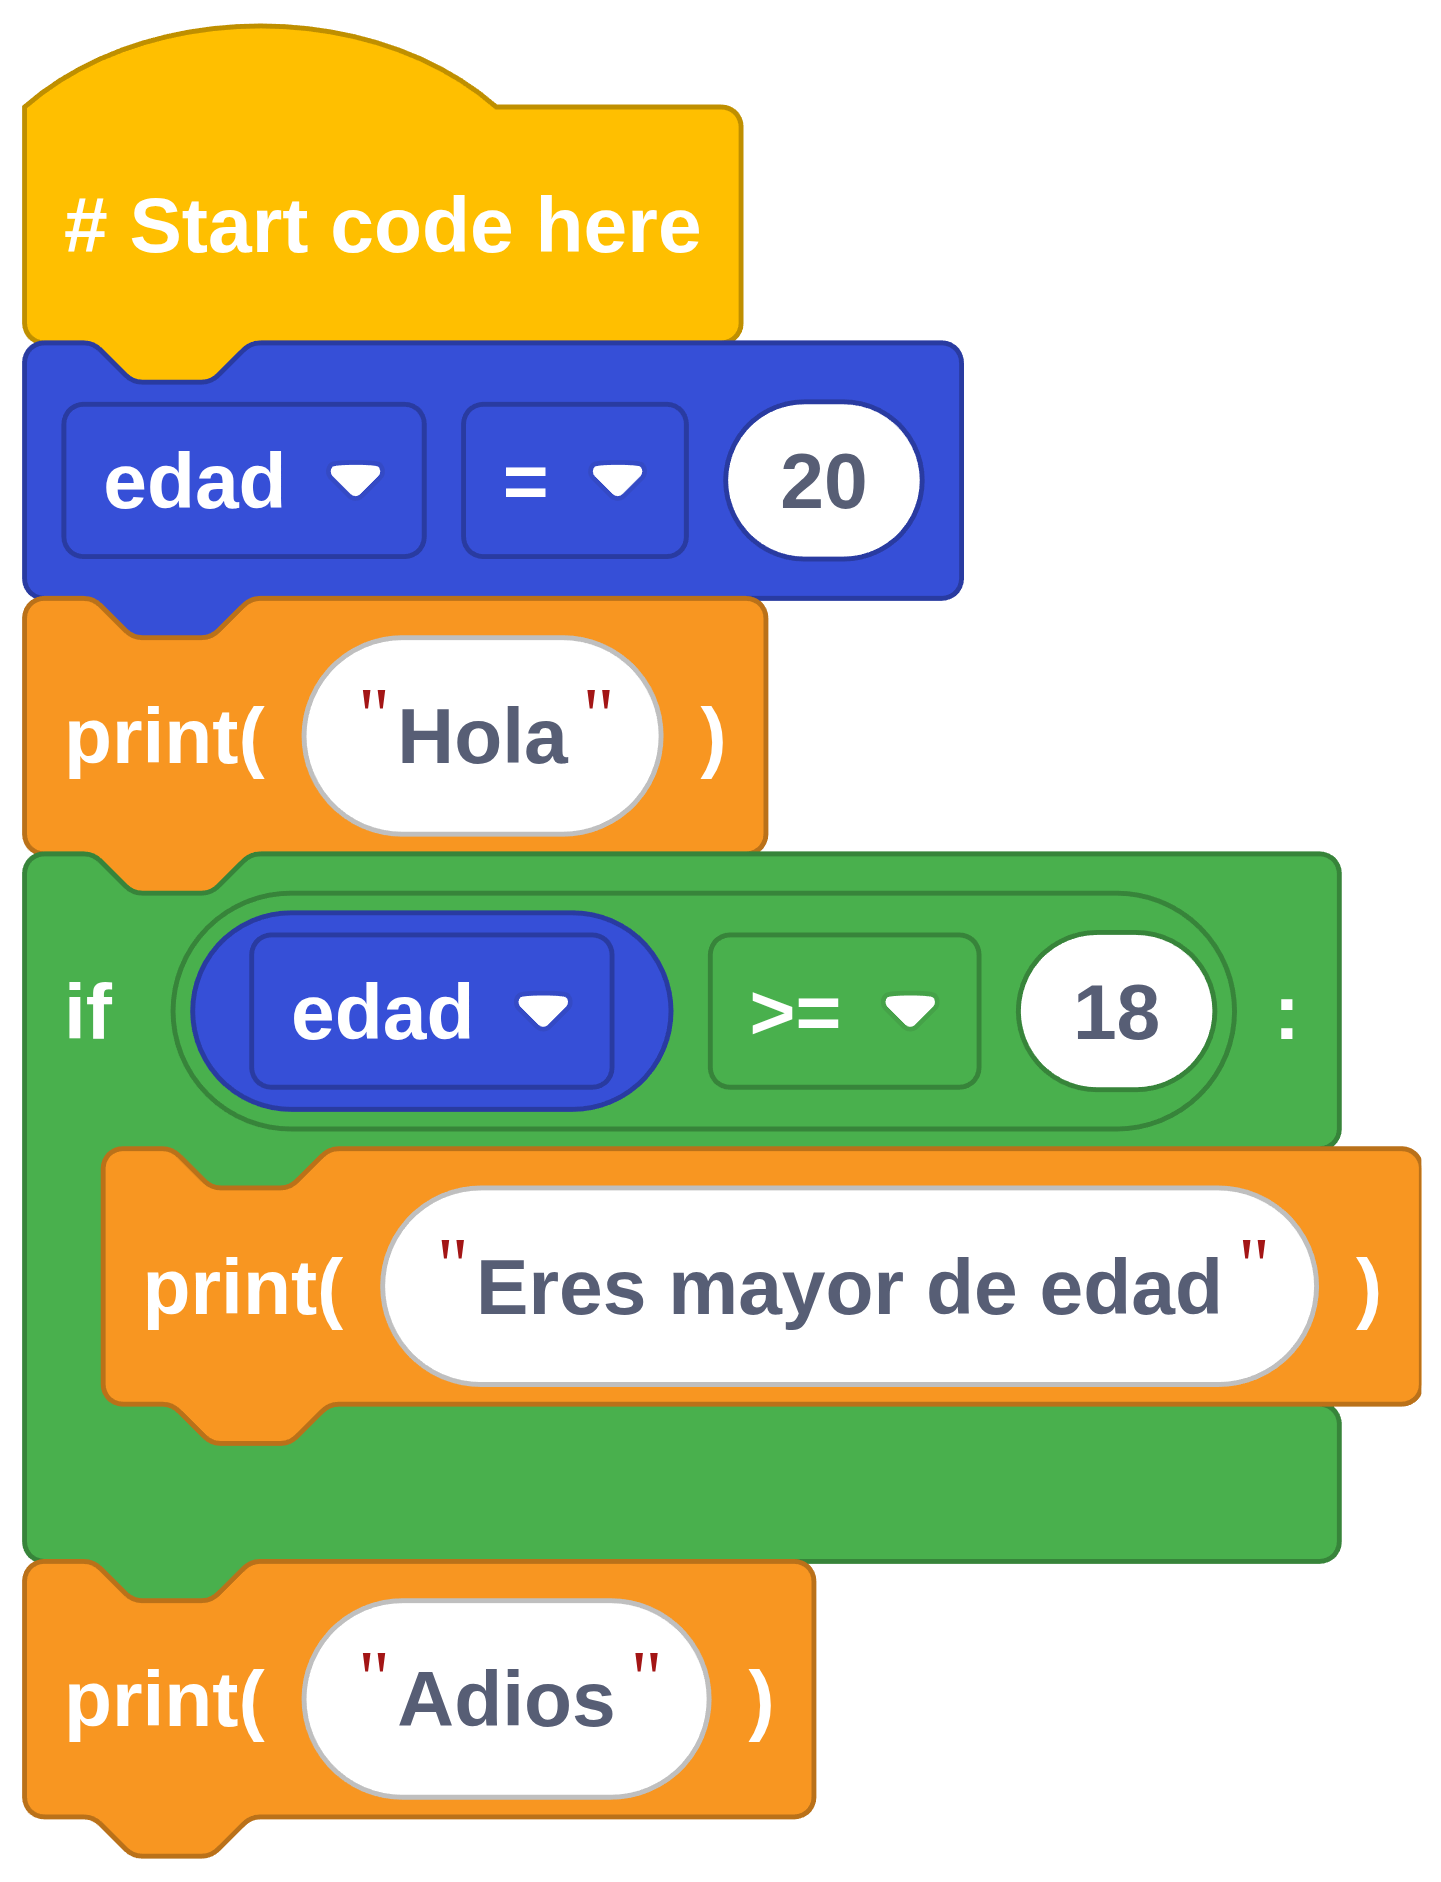 # Start code here
edad = 20
print( "Hola" )
if edad >= 18 :
print( "Eres mayor de edad" )
print( "Adios" )